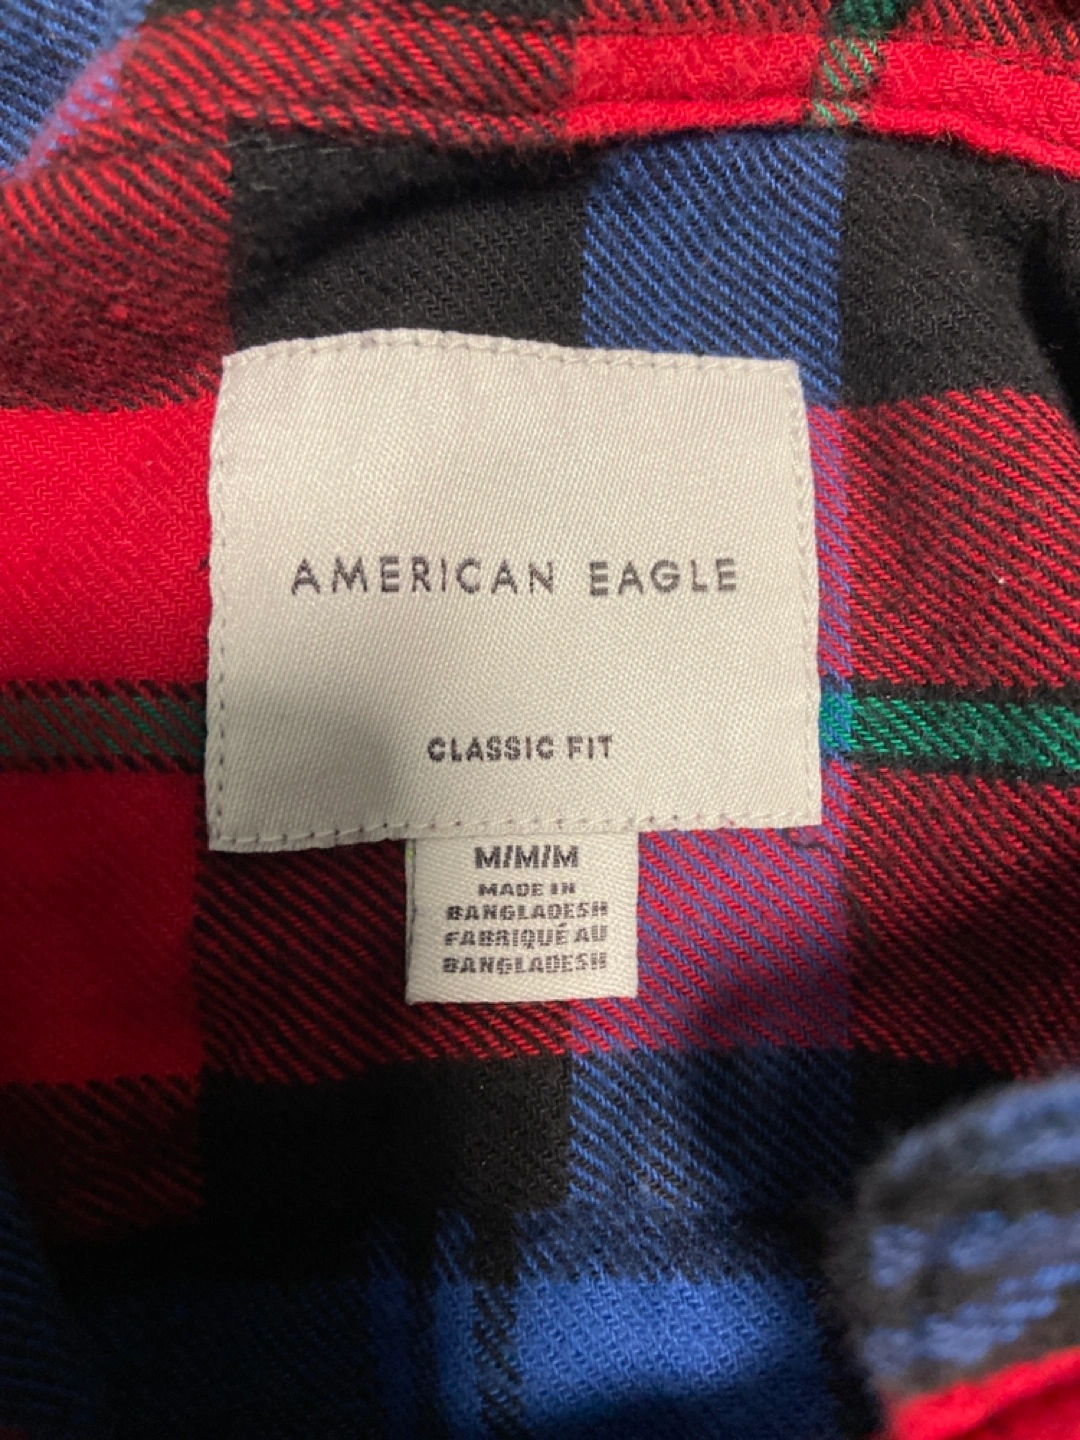 AMERICAN EAGLE
CLASSIC FIT
M/M/M
MADE IN
BANGLADESH
FABRIQUÉ AU
BANGLADESH